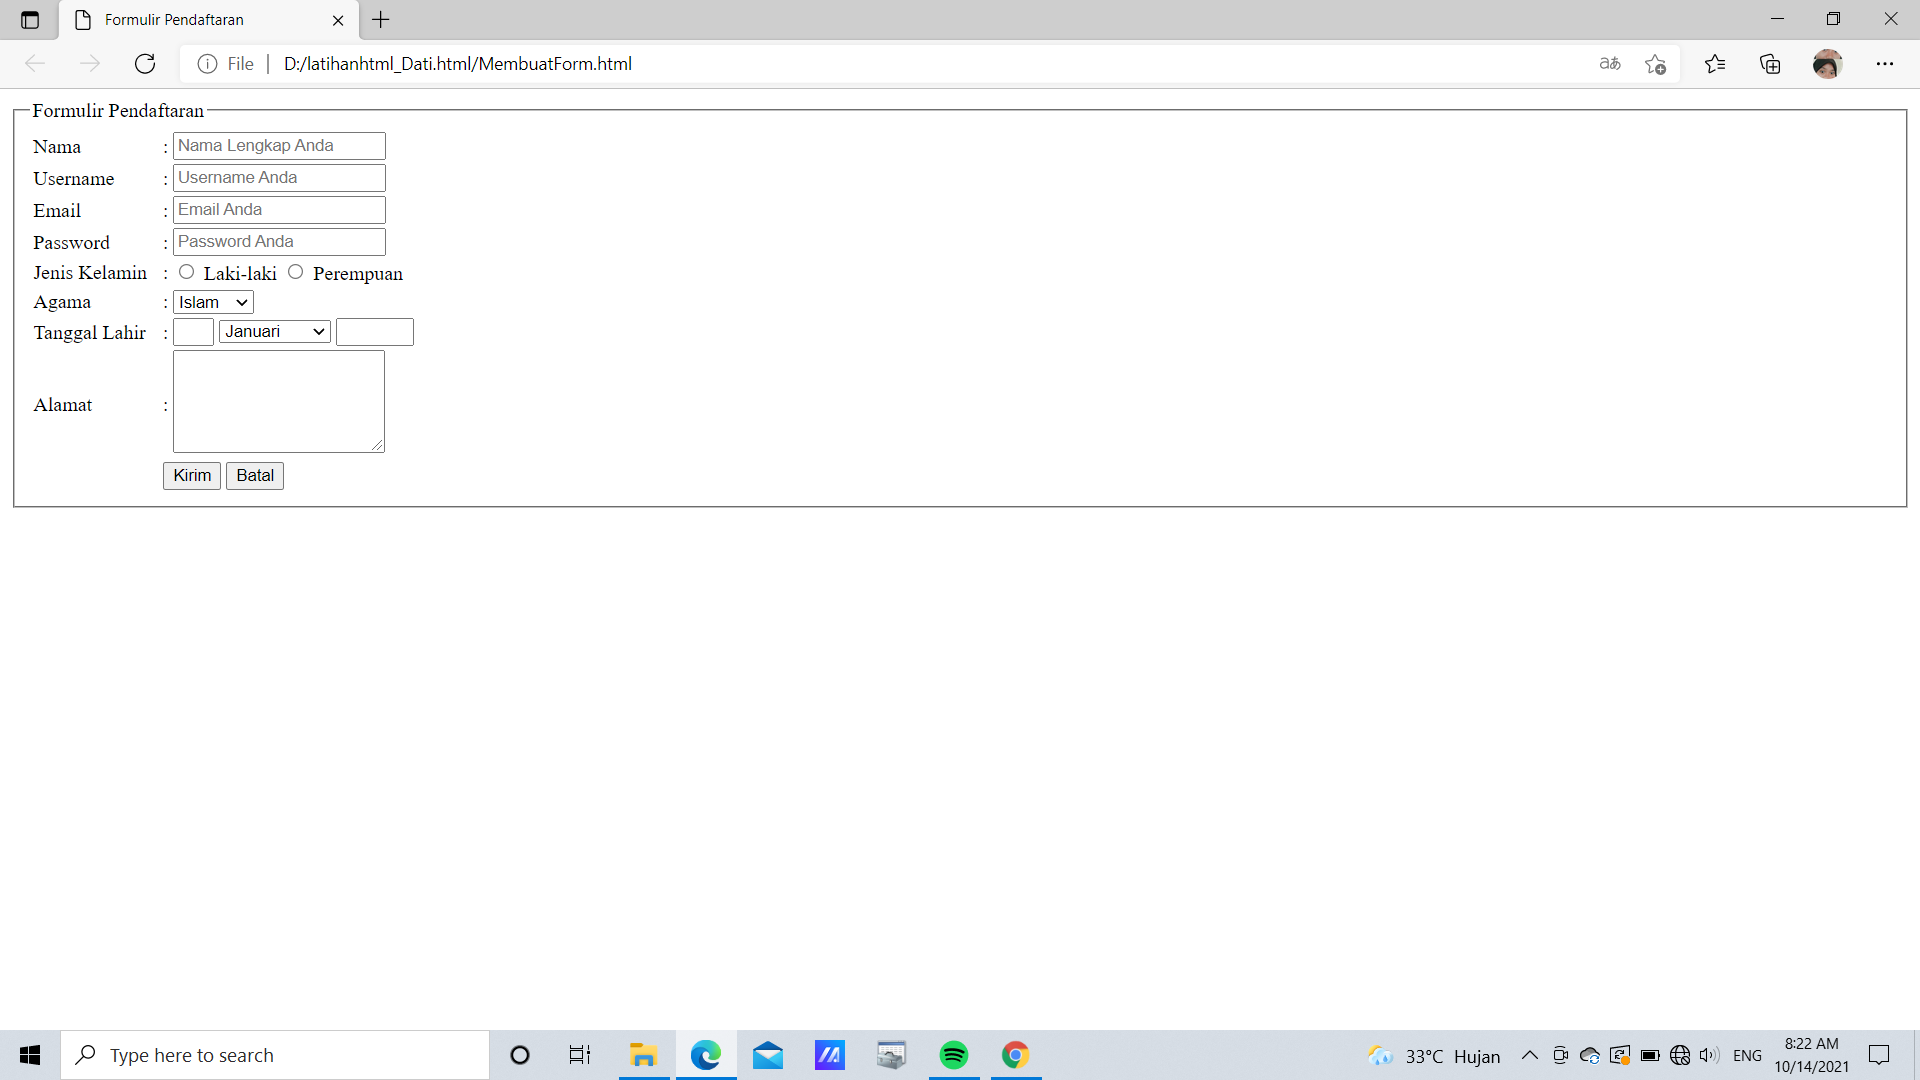 Formulir Pendaftaran
File D:/latihanhtml_Dati.html/MembuatForm.html
Formulir Pendaftaran
Nama : Nama Lengkap Anda
Username : Username Anda
Email : Email Anda
Password : Password Anda
Jenis Kelamin : Laki-laki Perempuan
Agama : Islam
Tanggal Lahir : Januari
Alamat :
Kirim Batal
Type here to search 33°C Hujan ENG 8:22 AM
10/14/2021